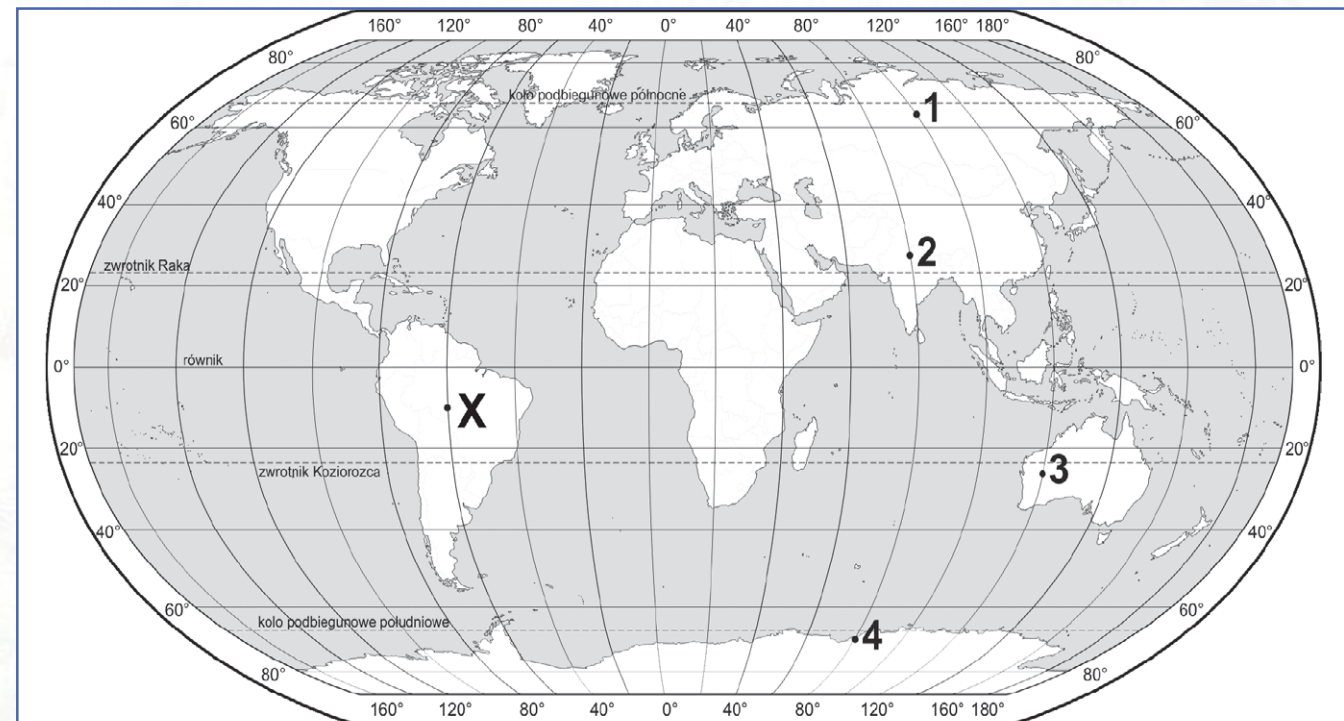 160° 120° 80° 40° 0° 40° 80° 120° 160° 180°
80° 80°
koło podbiegunowe północne
1
60° 60°
40° 40°
2
zwrotnik Raka
20° 20°
równik
0° 0°
X
20° 20°
zwrotnik Koziorożca
3
40° 40°
60° 60°
koło podbiegunowe południowe
4
80° 80°
160° 120° 80° 40° 0° 40° 80° 120° 160° 180°